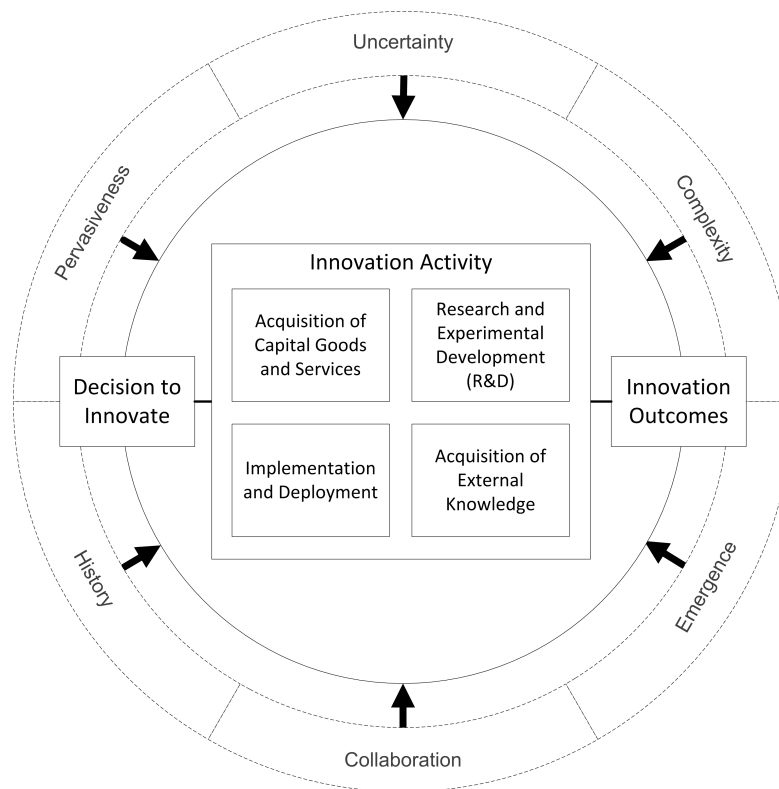 Uncertainty
Pervasiveness
Complexity
Innovation Activity
Acquisition of
Capital Goods
and Services
Research and
Experimental
Development
(R&D)
Decision to
Innovate
Innovation
Outcomes
Implementation
and Deployment
Acquisition of
External
Knowledge
History
Emergence
Collaboration